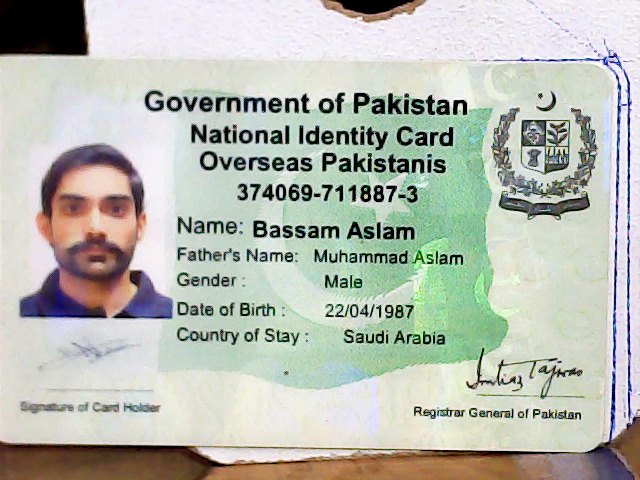 Government of Pakistan
National Identity Card
Overseas Pakistanis
374069-711887-3
Name: Bassam Aslam
Father's Name: Muhammad Aslam
Gender : Male
Date of Birth : 22/04/1987
Country of Stay : Saudi Arabia
Signature of Card Holder
Imtiaz Tajwar
Registrar General of Pakistan